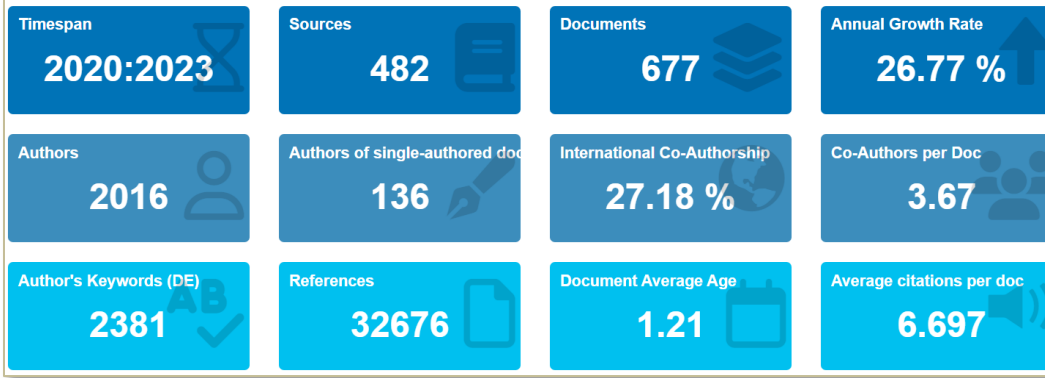 Timespan
2020:2023
Sources
482
Documents
677
Annual Growth Rate
26.77 %
Authors
2016
Authors of single-authored doc
136
International Co-Authorship
27.18 %
Co-Authors per Doc
3.67
Author's Keywords (DE)
2381
AB
References
32676
Document Average Age
1.21
Average citations per doc
6.697